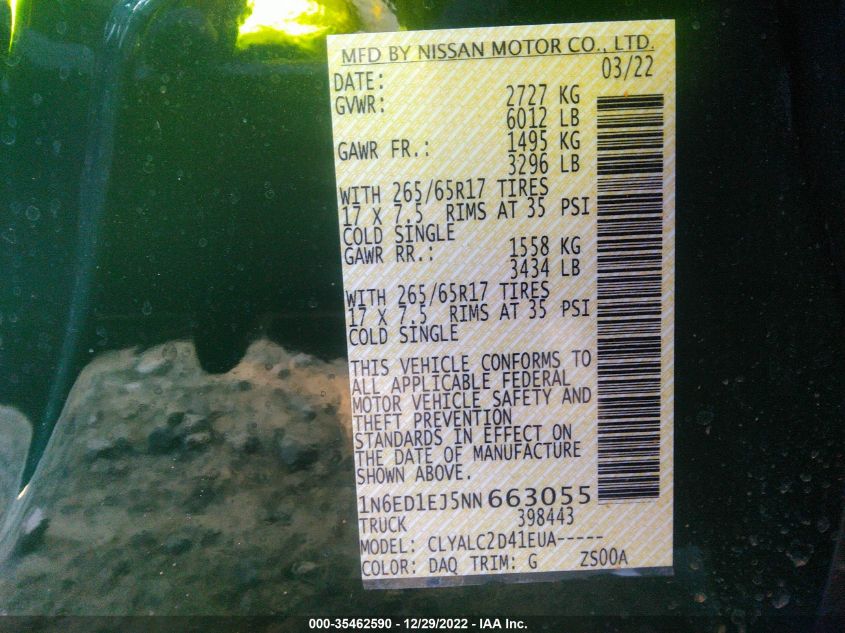 MFD BY NISSAN MOTOR CO., LTD.
DATE: 03/22
GVWR: 2727 KG
6012 LB
GAWR FR.: 1495 KG
3296 LB
WITH 265/65R17 TIRES
17 X 7.5 RIMS AT 35 PSI
COLD SINGLE
GAWR RR.: 1558 KG
3434 LB
WITH 265/65R17 TIRES
17 X 7.5 RIMS AT 35 PSI
COLD SINGLE
THIS VEHICLE CONFORMS TO
ALL APPLICABLE FEDERAL
MOTOR VEHICLE SAFETY AND
THEFT PREVENTION
STANDARDS IN EFFECT ON
THE DATE OF MANUFACTURE
SHOWN ABOVE.
1N6ED1EJ5NN663055
TRUCK 398443
MODEL: CLYALC2D41EUA-----
COLOR: DAQ TRIM: G ZS00A
000-35462590 - 12/29/2022 - IAA Inc.